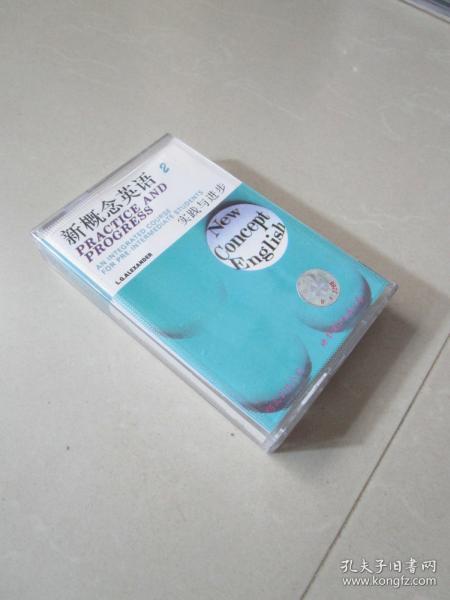 新概念英语 2
PRACTICE AND
PROGRESS
AN INTEGRATED COURSE
FOR PRE-INTERMEDIATE STUDENTS
实践与进步
L.G.ALEXANDER
New
Concept
English
孔夫子旧书网
www.kongfz.com